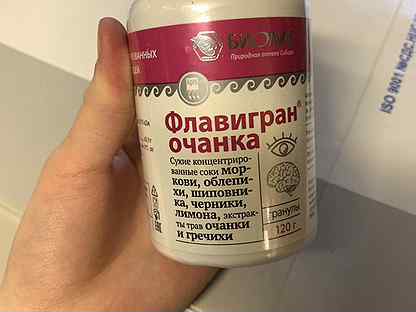 БИОЛИТ
Природная аптека Сибири
Флавигран®
очанка
Сухие концентриро-
ванные соки мор-
кови, облепи-
хи, шиповни-
ка, черники,
лимона, экстрак-
ты трав очанки
и гречихи
гранулы
120 г
ISO 9001